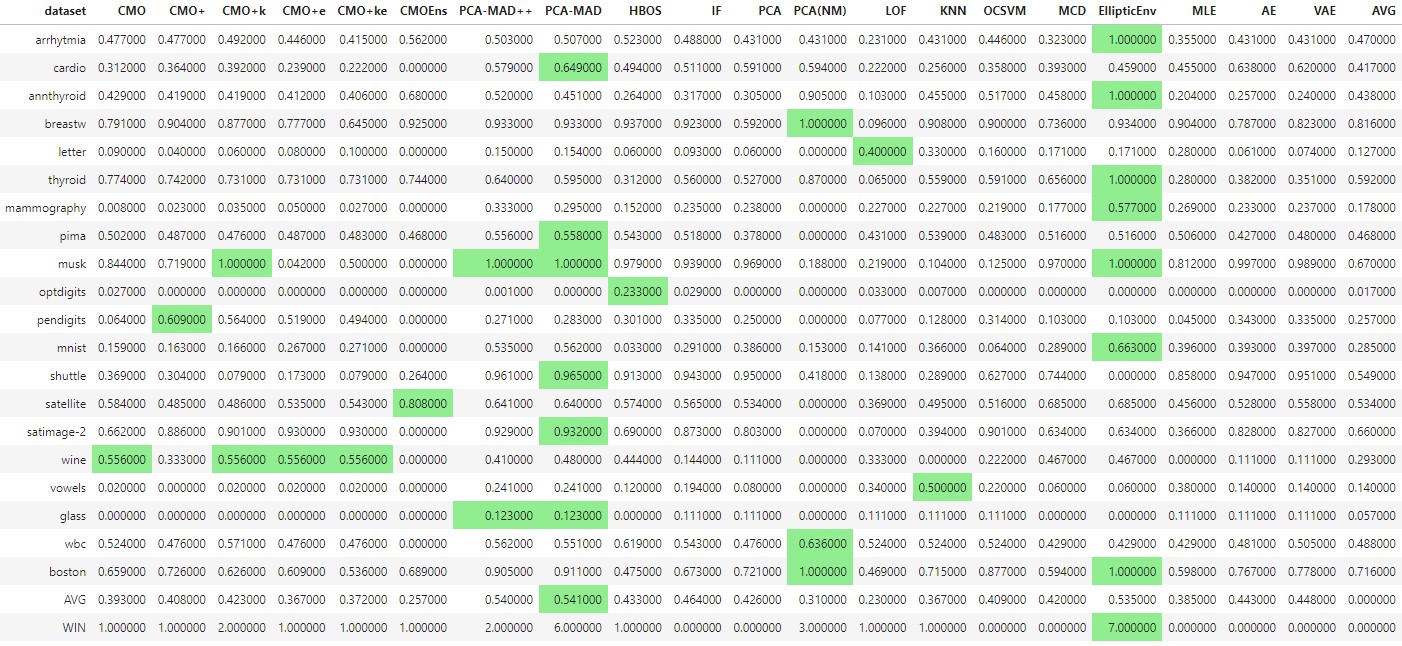 dataset CMO CMO+ CMO+k CMO+e CMO+ke CMOEns PCA-MAD++ PCA-MAD HBOS IF PCA PCA(NM) LOF KNN OCSVM MCD EllipticEnv MLE AE VAE AVG
arrhytmia 0.477000 0.477000 0.492000 0.446000 0.415000 0.562000 0.503000 0.507000 0.523000 0.488000 0.431000 0.431000 0.231000 0.431000 0.446000 0.323000 1.000000 0.355000 0.431000 0.431000 0.470000
cardio 0.312000 0.364000 0.392000 0.239000 0.222000 0.000000 0.579000 0.649000 0.494000 0.511000 0.591000 0.594000 0.222000 0.256000 0.358000 0.393000 0.459000 0.455000 0.638000 0.620000 0.417000
annthyroid 0.429000 0.419000 0.419000 0.412000 0.406000 0.680000 0.520000 0.451000 0.264000 0.317000 0.305000 0.905000 0.103000 0.455000 0.517000 0.458000 1.000000 0.204000 0.257000 0.240000 0.438000
breastw 0.791000 0.904000 0.877000 0.777000 0.645000 0.925000 0.933000 0.933000 0.937000 0.923000 0.592000 1.000000 0.096000 0.908000 0.900000 0.736000 0.934000 0.904000 0.787000 0.823000 0.816000
letter 0.090000 0.040000 0.060000 0.080000 0.100000 0.000000 0.150000 0.154000 0.060000 0.093000 0.060000 0.000000 0.400000 0.330000 0.160000 0.171000 0.171000 0.280000 0.061000 0.074000 0.127000
thyroid 0.774000 0.742000 0.731000 0.731000 0.731000 0.744000 0.640000 0.595000 0.312000 0.560000 0.527000 0.870000 0.065000 0.559000 0.591000 0.656000 1.000000 0.280000 0.382000 0.351000 0.592000
mammography 0.008000 0.023000 0.035000 0.050000 0.027000 0.000000 0.333000 0.295000 0.152000 0.235000 0.238000 0.000000 0.227000 0.227000 0.219000 0.177000 0.577000 0.269000 0.233000 0.237000 0.178000
pima 0.502000 0.487000 0.476000 0.487000 0.483000 0.468000 0.556000 0.558000 0.543000 0.518000 0.378000 0.000000 0.431000 0.539000 0.483000 0.516000 0.516000 0.506000 0.427000 0.480000 0.468000
musk 0.844000 0.719000 1.000000 0.042000 0.500000 0.000000 1.000000 1.000000 0.979000 0.939000 0.969000 0.188000 0.219000 0.104000 0.125000 0.970000 1.000000 0.812000 0.997000 0.989000 0.670000
optdigits 0.027000 0.000000 0.000000 0.000000 0.000000 0.000000 0.001000 0.000000 0.233000 0.029000 0.000000 0.000000 0.033000 0.007000 0.000000 0.000000 0.000000 0.000000 0.000000 0.000000 0.017000
pendigits 0.064000 0.609000 0.564000 0.519000 0.494000 0.000000 0.271000 0.283000 0.301000 0.335000 0.250000 0.000000 0.077000 0.128000 0.314000 0.103000 0.103000 0.045000 0.343000 0.335000 0.257000
mnist 0.159000 0.163000 0.166000 0.267000 0.271000 0.000000 0.535000 0.562000 0.033000 0.291000 0.386000 0.153000 0.141000 0.366000 0.064000 0.289000 0.663000 0.396000 0.393000 0.397000 0.285000
shuttle 0.369000 0.304000 0.079000 0.173000 0.079000 0.264000 0.961000 0.965000 0.913000 0.943000 0.950000 0.418000 0.138000 0.289000 0.627000 0.744000 0.000000 0.858000 0.947000 0.951000 0.549000
satellite 0.584000 0.485000 0.486000 0.535000 0.543000 0.808000 0.641000 0.640000 0.574000 0.565000 0.534000 0.000000 0.309000 0.495000 0.516000 0.685000 0.685000 0.456000 0.528000 0.558000 0.534000
satimage-2 0.662000 0.886000 0.901000 0.930000 0.930000 0.000000 0.929000 0.932000 0.690000 0.873000 0.803000 0.000000 0.070000 0.394000 0.901000 0.634000 0.634000 0.366000 0.828000 0.827000 0.660000
wine 0.556000 0.333000 0.556000 0.556000 0.556000 0.000000 0.410000 0.480000 0.444000 0.144000 0.111000 0.000000 0.333000 0.000000 0.222000 0.467000 0.467000 0.000000 0.111000 0.111000 0.293000
vowels 0.020000 0.000000 0.020000 0.020000 0.020000 0.000000 0.241000 0.241000 0.120000 0.194000 0.080000 0.000000 0.340000 0.500000 0.220000 0.060000 0.060000 0.380000 0.140000 0.140000 0.140000
glass 0.000000 0.000000 0.000000 0.000000 0.000000 0.000000 0.123000 0.123000 0.000000 0.111000 0.111000 0.000000 0.111000 0.111000 0.111000 0.000000 0.000000 0.111000 0.111000 0.111000 0.057000
wbc 0.524000 0.476000 0.571000 0.476000 0.476000 0.000000 0.562000 0.551000 0.619000 0.543000 0.476000 0.636000 0.524000 0.524000 0.524000 0.429000 0.429000 0.429000 0.481000 0.505000 0.488000
boston 0.659000 0.726000 0.626000 0.609000 0.536000 0.689000 0.905000 0.911000 0.475000 0.673000 0.721000 1.000000 0.469000 0.715000 0.877000 0.594000 1.000000 0.598000 0.767000 0.778000 0.716000
AVG 0.393000 0.408000 0.423000 0.367000 0.372000 0.257000 0.540000 0.541000 0.433000 0.464000 0.426000 0.310000 0.230000 0.367000 0.409000 0.420000 0.535000 0.385000 0.443000 0.448000 0.000000
WIN 1.000000 1.000000 2.000000 1.000000 1.000000 1.000000 2.000000 6.000000 1.000000 0.000000 0.000000 3.000000 1.000000 1.000000 0.000000 0.000000 7.000000 0.000000 0.000000 0.000000 0.000000